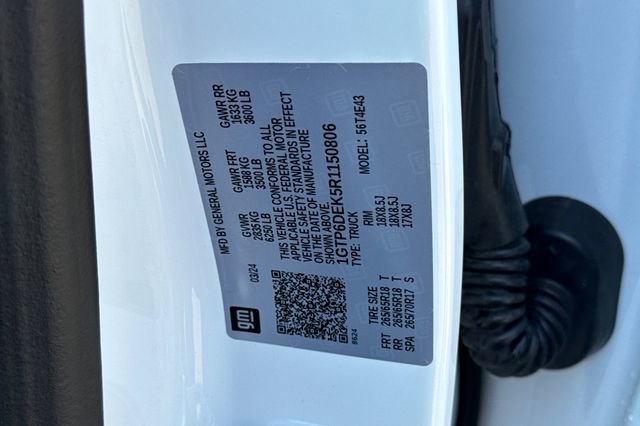 MFD BY GENERAL MOTORS LLC
03/24 GVWR GAWR FRT GAWR RR
2835 KG 1588 KG 1633 KG
6250 LB 3500 LB 3600 LB
THIS VEHICLE CONFORMS TO ALL
APPLICABLE U.S. FEDERAL MOTOR
VEHICLE SAFETY STANDARDS IN EFFECT
ON THE DATE OF MANUFACTURE
SHOWN ABOVE.
1GTP6DEK5R1150806
TYPE: TRUCK MODEL: 56T4E43
gm
8624
TIRE SIZE RIM
FRT 265/65R18 T 18X8.5J
RR 265/65R18 T 18X8.5J
SPA 265/70R17 S 17X8J